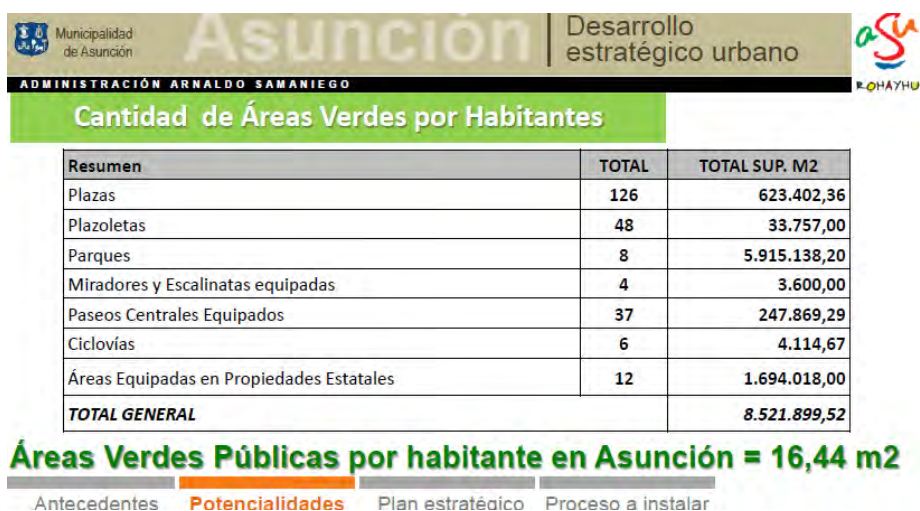 Municipalidad
de Asunción
Asunción
Desarrollo
estratégico urbano
asu
ROHAYHU
ADMINISTRACIÓN ARNALDO SAMANIEGO
Cantidad de Áreas Verdes por Habitantes
Resumen TOTAL TOTAL SUP. M2
Plazas 126 623.402,36
Plazoletas 48 33.757,00
Parques 8 5.915.138,20
Miradores y Escalinatas equipadas 4 3.600,00
Paseos Centrales Equipados 37 247.869,29
Ciclovías 6 4.114,67
Áreas Equipadas en Propiedades Estatales 12 1.694.018,00
TOTAL GENERAL 8.521.899,52
Áreas Verdes Públicas por habitante en Asunción = 16,44 m2
Antecedentes Potencialidades Plan estratégico Proceso a instalar